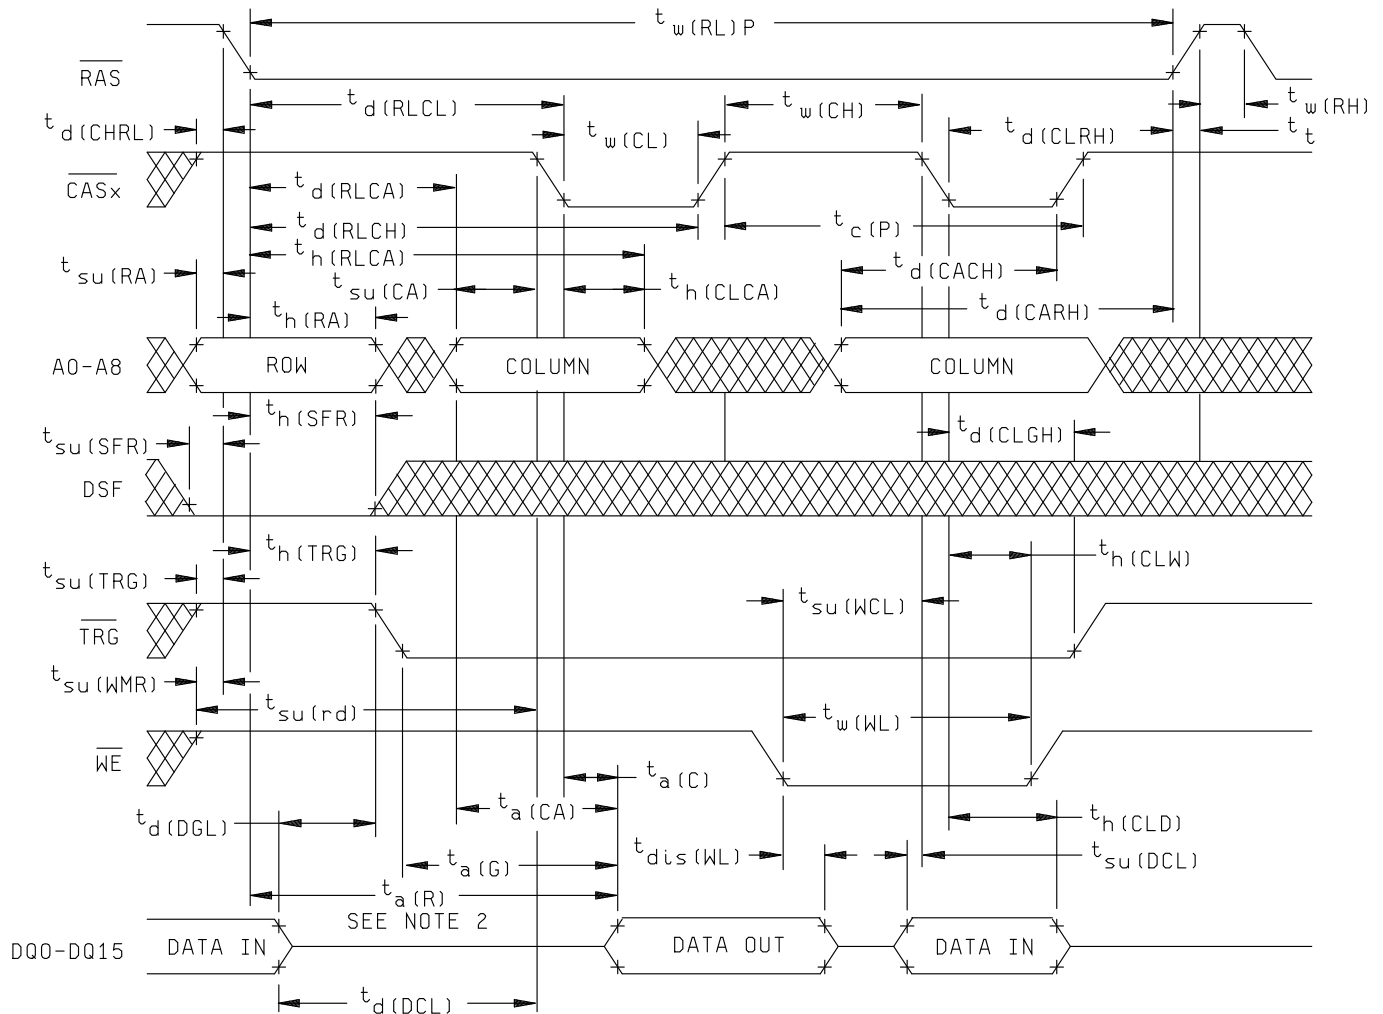 t w(RL)P
RAS
t d(RLCL)
t w(CH)
t w(RH)
t d(CHRL)
t w(CL)
t d(CLRH)
t t
CASx
t d(RLCA)
t d(RLCH)
t c(P)
t h(RLCA)
t su(RA)
t su(CA)
t h(CLCA)
t d(CACH)
t h(RA)
t d(CARH)
A0-A8
ROW
COLUMN
COLUMN
t h(SFR)
t su(SFR)
t d(CLGH)
DSF
t h(TRG)
t h(CLW)
t su(TRG)
t su(WCL)
TRG
t su(WMR)
t su(rd)
t w(WL)
WE
t a(C)
t a(CA)
t d(DGL)
t h(CLD)
t a(G)
t dis(WL)
t su(DCL)
t a(R)
SEE NOTE 2
DQ0-DQ15
DATA IN
DATA OUT
DATA IN
t d(DCL)